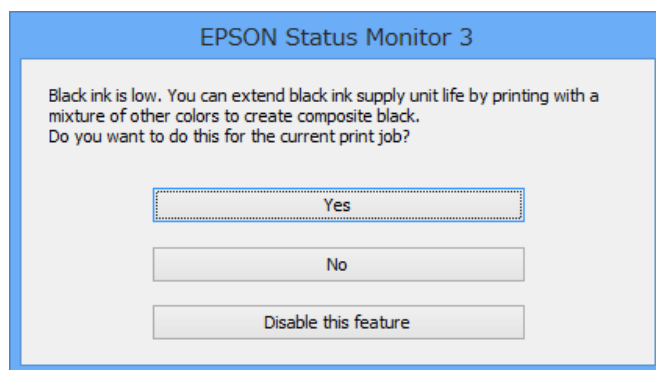 EPSON Status Monitor 3
Black ink is low. You can extend black ink supply unit life by printing with a
mixture of other colors to create composite black.
Do you want to do this for the current print job?
Yes
No
Disable this feature